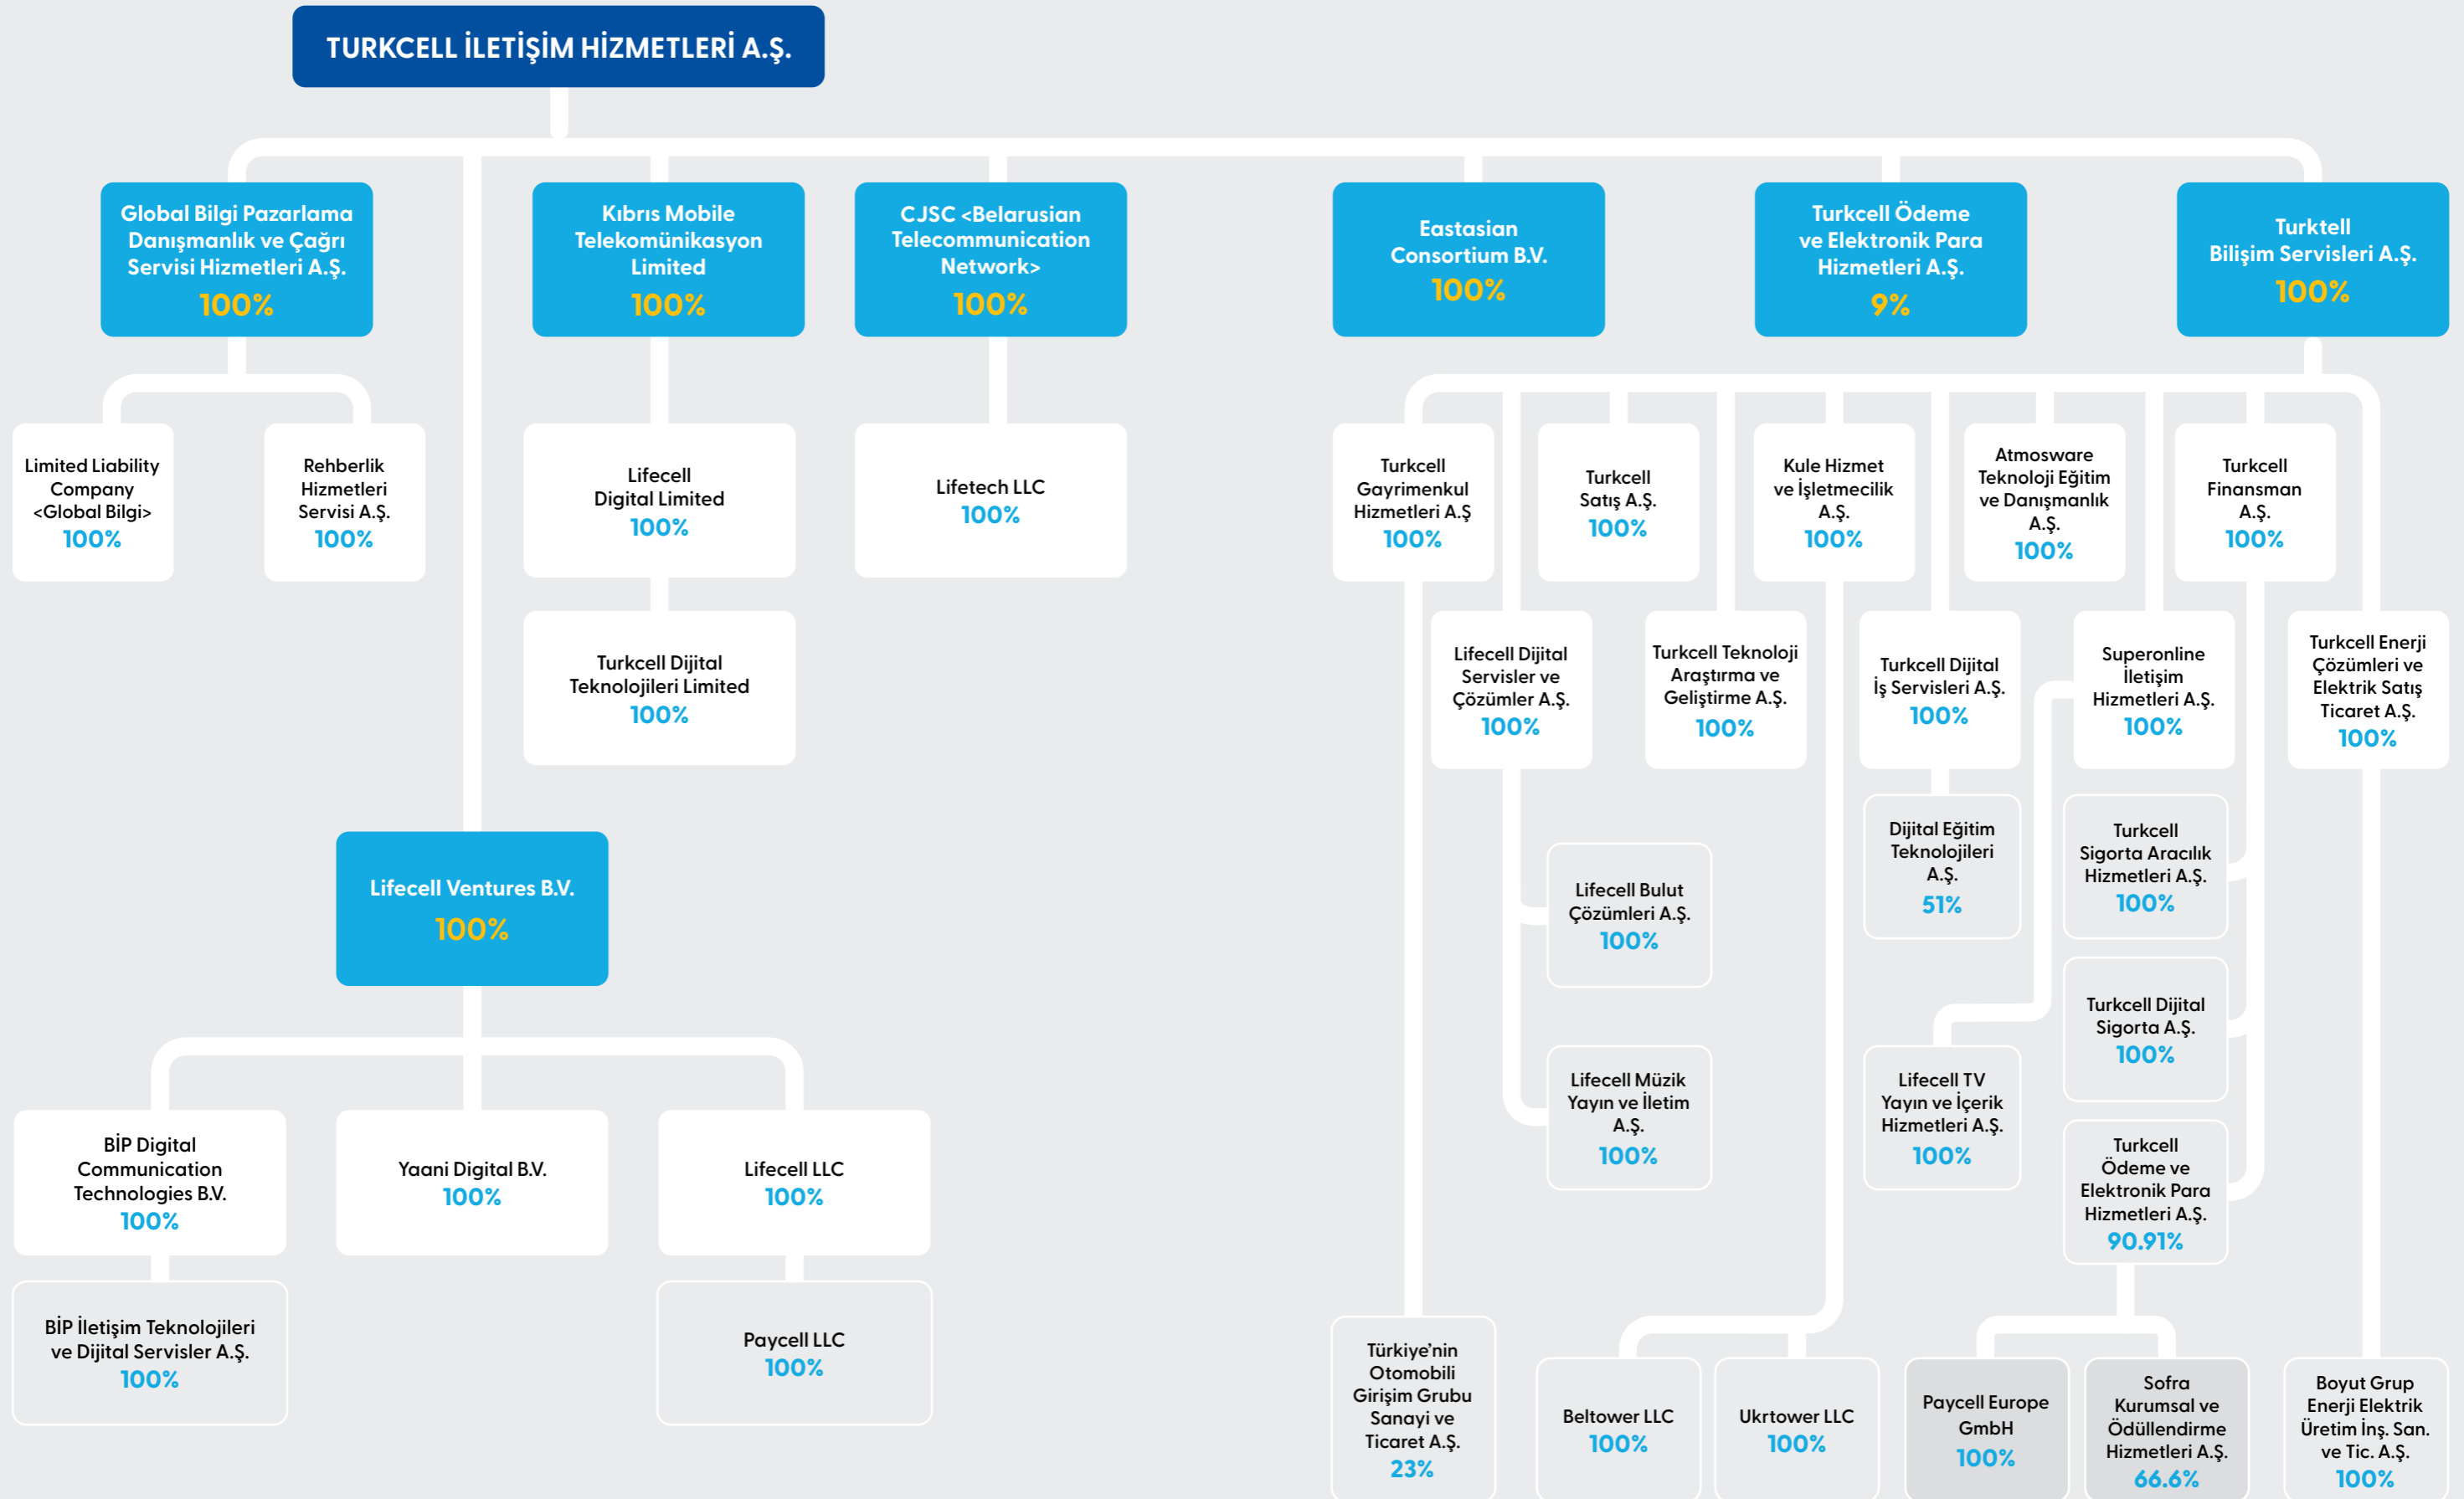 TURKCELL İLETİŞİM HİZMETLERİ A.Ş.
Global Bilgi Pazarlama
Danışmanlık ve Çağrı
Servisi Hizmetleri A.Ş.
100%
Kıbrıs Mobile
Telekomünikasyon
Limited
100%
CJSC <Belarusian
Telecommunication
Network>
100%
Eastasian
Consortium B.V.
100%
Turkcell Ödeme
ve Elektronik Para
Hizmetleri A.Ş.
9%
Turktell
Bilişim Servisleri A.Ş.
100%
Limited Liability
Company
<Global Bilgi>
100%
Rehberlik
Hizmetleri
Servisi A.Ş.
100%
Lifecell
Digital Limited
100%
Lifetech LLC
100%
Turkcell
Gayrimenkul
Hizmetleri A.Ş
100%
Turkcell
Satış A.Ş.
100%
Kule Hizmet
ve İşletmecilik
A.Ş.
100%
Atmosware
Teknoloji Eğitim
ve Danışmanlık
A.Ş.
100%
Turkcell
Finansman
A.Ş.
100%
Turkcell Dijital
Teknolojileri Limited
100%
Lifecell Dijital
Servisler ve
Çözümler A.Ş.
100%
Turkcell Teknoloji
Araştırma ve
Geliştirme A.Ş.
100%
Turkcell Dijital
İş Servisleri A.Ş.
100%
Superonline
İletişim
Hizmetleri A.Ş.
100%
Turkcell Enerji
Çözümleri ve
Elektrik Satış
Ticaret A.Ş.
100%
Lifecell Ventures B.V.
100%
Lifecell Bulut
Çözümleri A.Ş.
100%
Dijital Eğitim
Teknolojileri
A.Ş.
51%
Turkcell
Sigorta Aracılık
Hizmetleri A.Ş.
100%
Turkcell Dijital
Sigorta A.Ş.
100%
Lifecell Müzik
Yayın ve İletim
A.Ş.
100%
Lifecell TV
Yayın ve İçerik
Hizmetleri A.Ş.
100%
Turkcell
Ödeme ve
Elektronik Para
Hizmetleri A.Ş.
90.91%
BİP Digital
Communication
Technologies B.V.
100%
Yaani Digital B.V.
100%
Lifecell LLC
100%
BİP İletişim Teknolojileri
ve Dijital Servisler A.Ş.
100%
Paycell LLC
100%
Türkiye'nin
Otomobili
Girişim Grubu
Sanayi ve
Ticaret A.Ş.
23%
Beltower LLC
100%
Ukrtower LLC
100%
Paycell Europe
GmbH
100%
Sofra
Kurumsal ve
Ödüllendirme
Hizmetleri A.Ş.
66.6%
Boyut Grup
Enerji Elektrik
Üretim İnş. San.
ve Tic. A.Ş.
100%